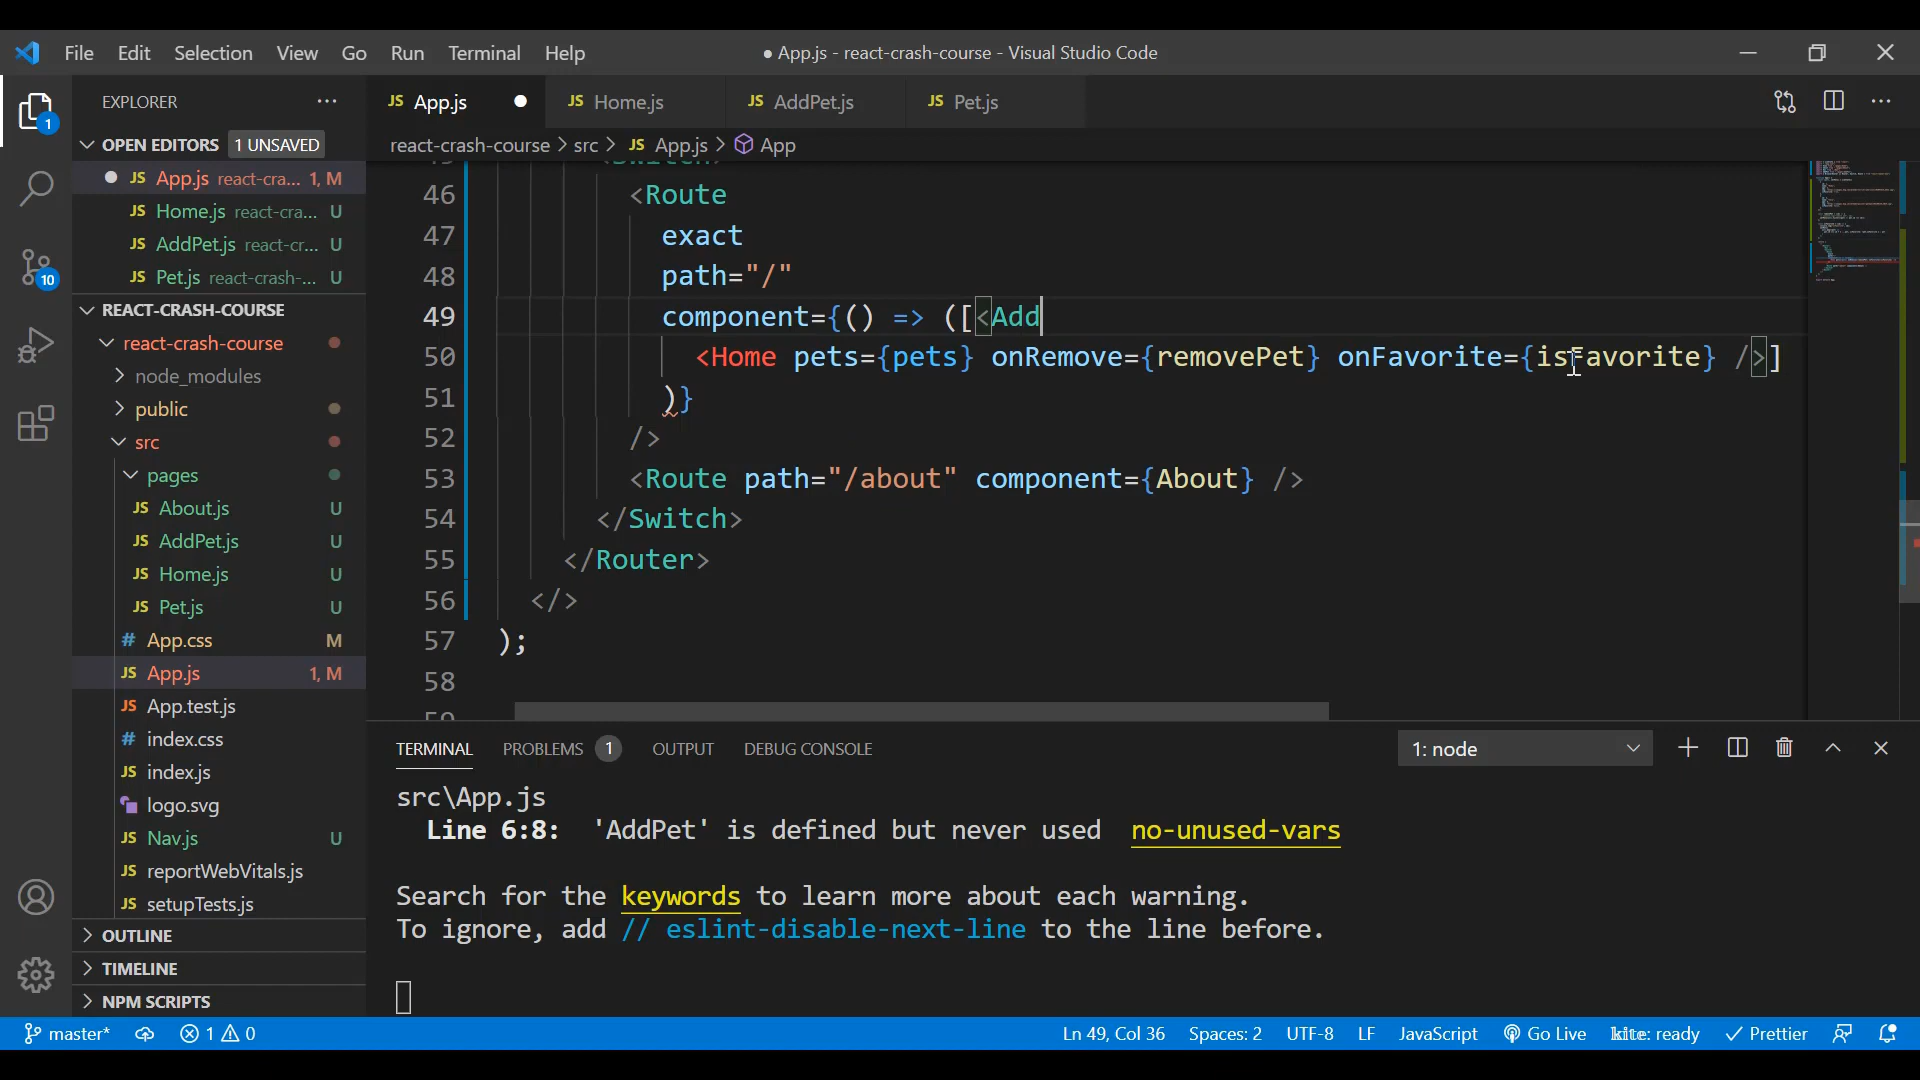 File Edit Selection View Go Run Terminal Help ● App.js - react-crash-course - Visual Studio Code
EXPLORER
JS App.js JS Home.js JS AddPet.js JS Pet.js
1
OPEN EDITORS 1 UNSAVED
react-crash-course > src > JS App.js > App
JS App.js react-cra... 1, M
JS Home.js react-cra... U
JS AddPet.js react-cr... U
JS Pet.js react-crash-... U
10
REACT-CRASH-COURSE
react-crash-course
node_modules
public
src
pages
JS About.js U
JS AddPet.js U
JS Home.js U
JS Pet.js U
# App.css M
JS App.js 1, M
JS App.test.js
# index.css
JS index.js
logo.svg
JS Nav.js U
JS reportWebVitals.js
JS setupTests.js
OUTLINE
TIMELINE
NPM SCRIPTS
45 <Switch>
46 <Route
47 exact
48 path="/"
49 component={() => ([<Add
50 <Home pets={pets} onRemove={removePet} onFavorite={isFavorite} />]
51 )}
52 />
53 <Route path="/about" component={About} />
54 </Switch>
55 </Router>
56 </>
57 );
58
59
TERMINAL PROBLEMS 1 OUTPUT DEBUG CONSOLE 1: node
src\App.js
Line 6:8: 'AddPet' is defined but never used no-unused-vars
Search for the keywords to learn more about each warning.
To ignore, add // eslint-disable-next-line to the line before.
master* 1 0 Ln 49, Col 36 Spaces: 2 UTF-8 LF JavaScript Go Live kite: ready Prettier